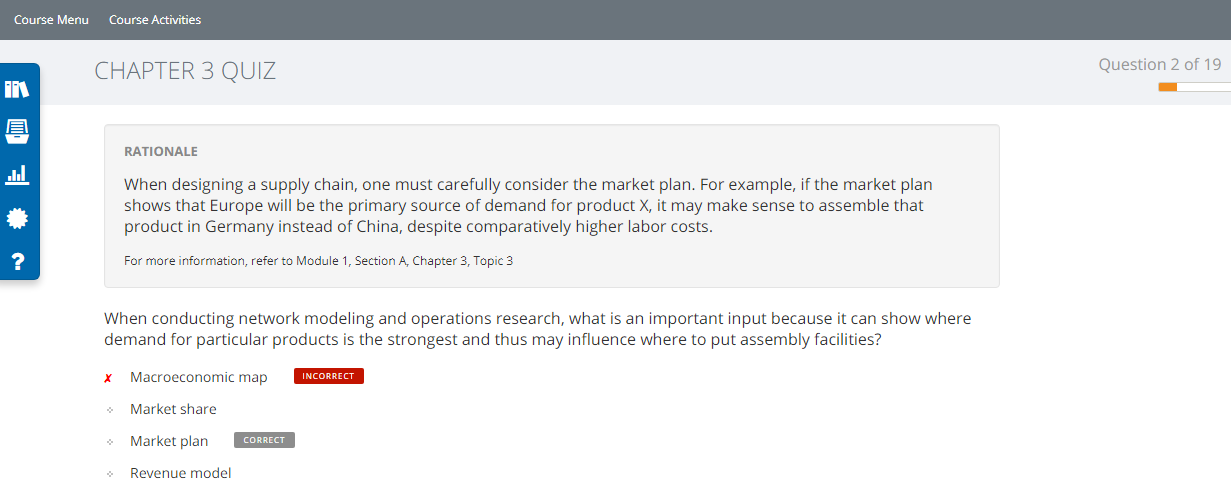 Course Menu Course Activities
CHAPTER 3 QUIZ
Question 2 of 19
RATIONALE
When designing a supply chain, one must carefully consider the market plan. For example, if the market plan
shows that Europe will be the primary source of demand for product X, it may make sense to assemble that
product in Germany instead of China, despite comparatively higher labor costs.
For more information, refer to Module 1, Section A, Chapter 3, Topic 3
When conducting network modeling and operations research, what is an important input because it can show where
demand for particular products is the strongest and thus may influence where to put assembly facilities?
✗ Macroeconomic map INCORRECT
Market share
Market plan CORRECT
Revenue model
?